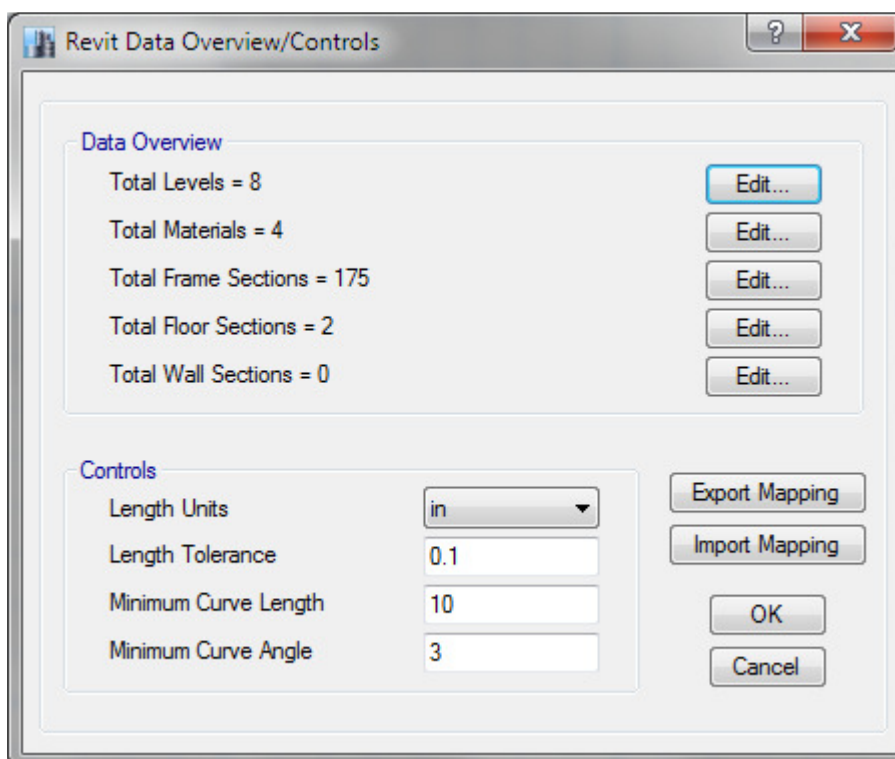 Revit Data Overview/Controls
Data Overview
Total Levels = 8 Edit...
Total Materials = 4 Edit...
Total Frame Sections = 175 Edit...
Total Floor Sections = 2 Edit...
Total Wall Sections = 0 Edit...
Controls
Length Units in
Length Tolerance 0.1
Minimum Curve Length 10
Minimum Curve Angle 3
Export Mapping
Import Mapping
OK
Cancel